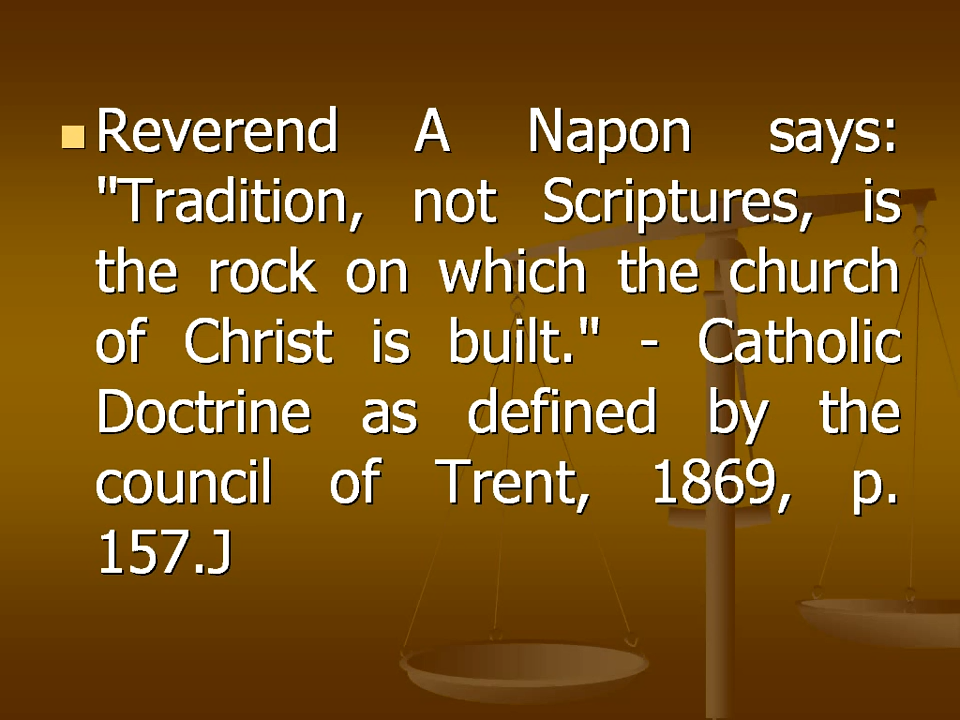 Reverend A Napon says:
"Tradition, not Scriptures, is
the rock on which the church
of Christ is built." - Catholic
Doctrine as defined by the
council of Trent, 1869, p.
157.J